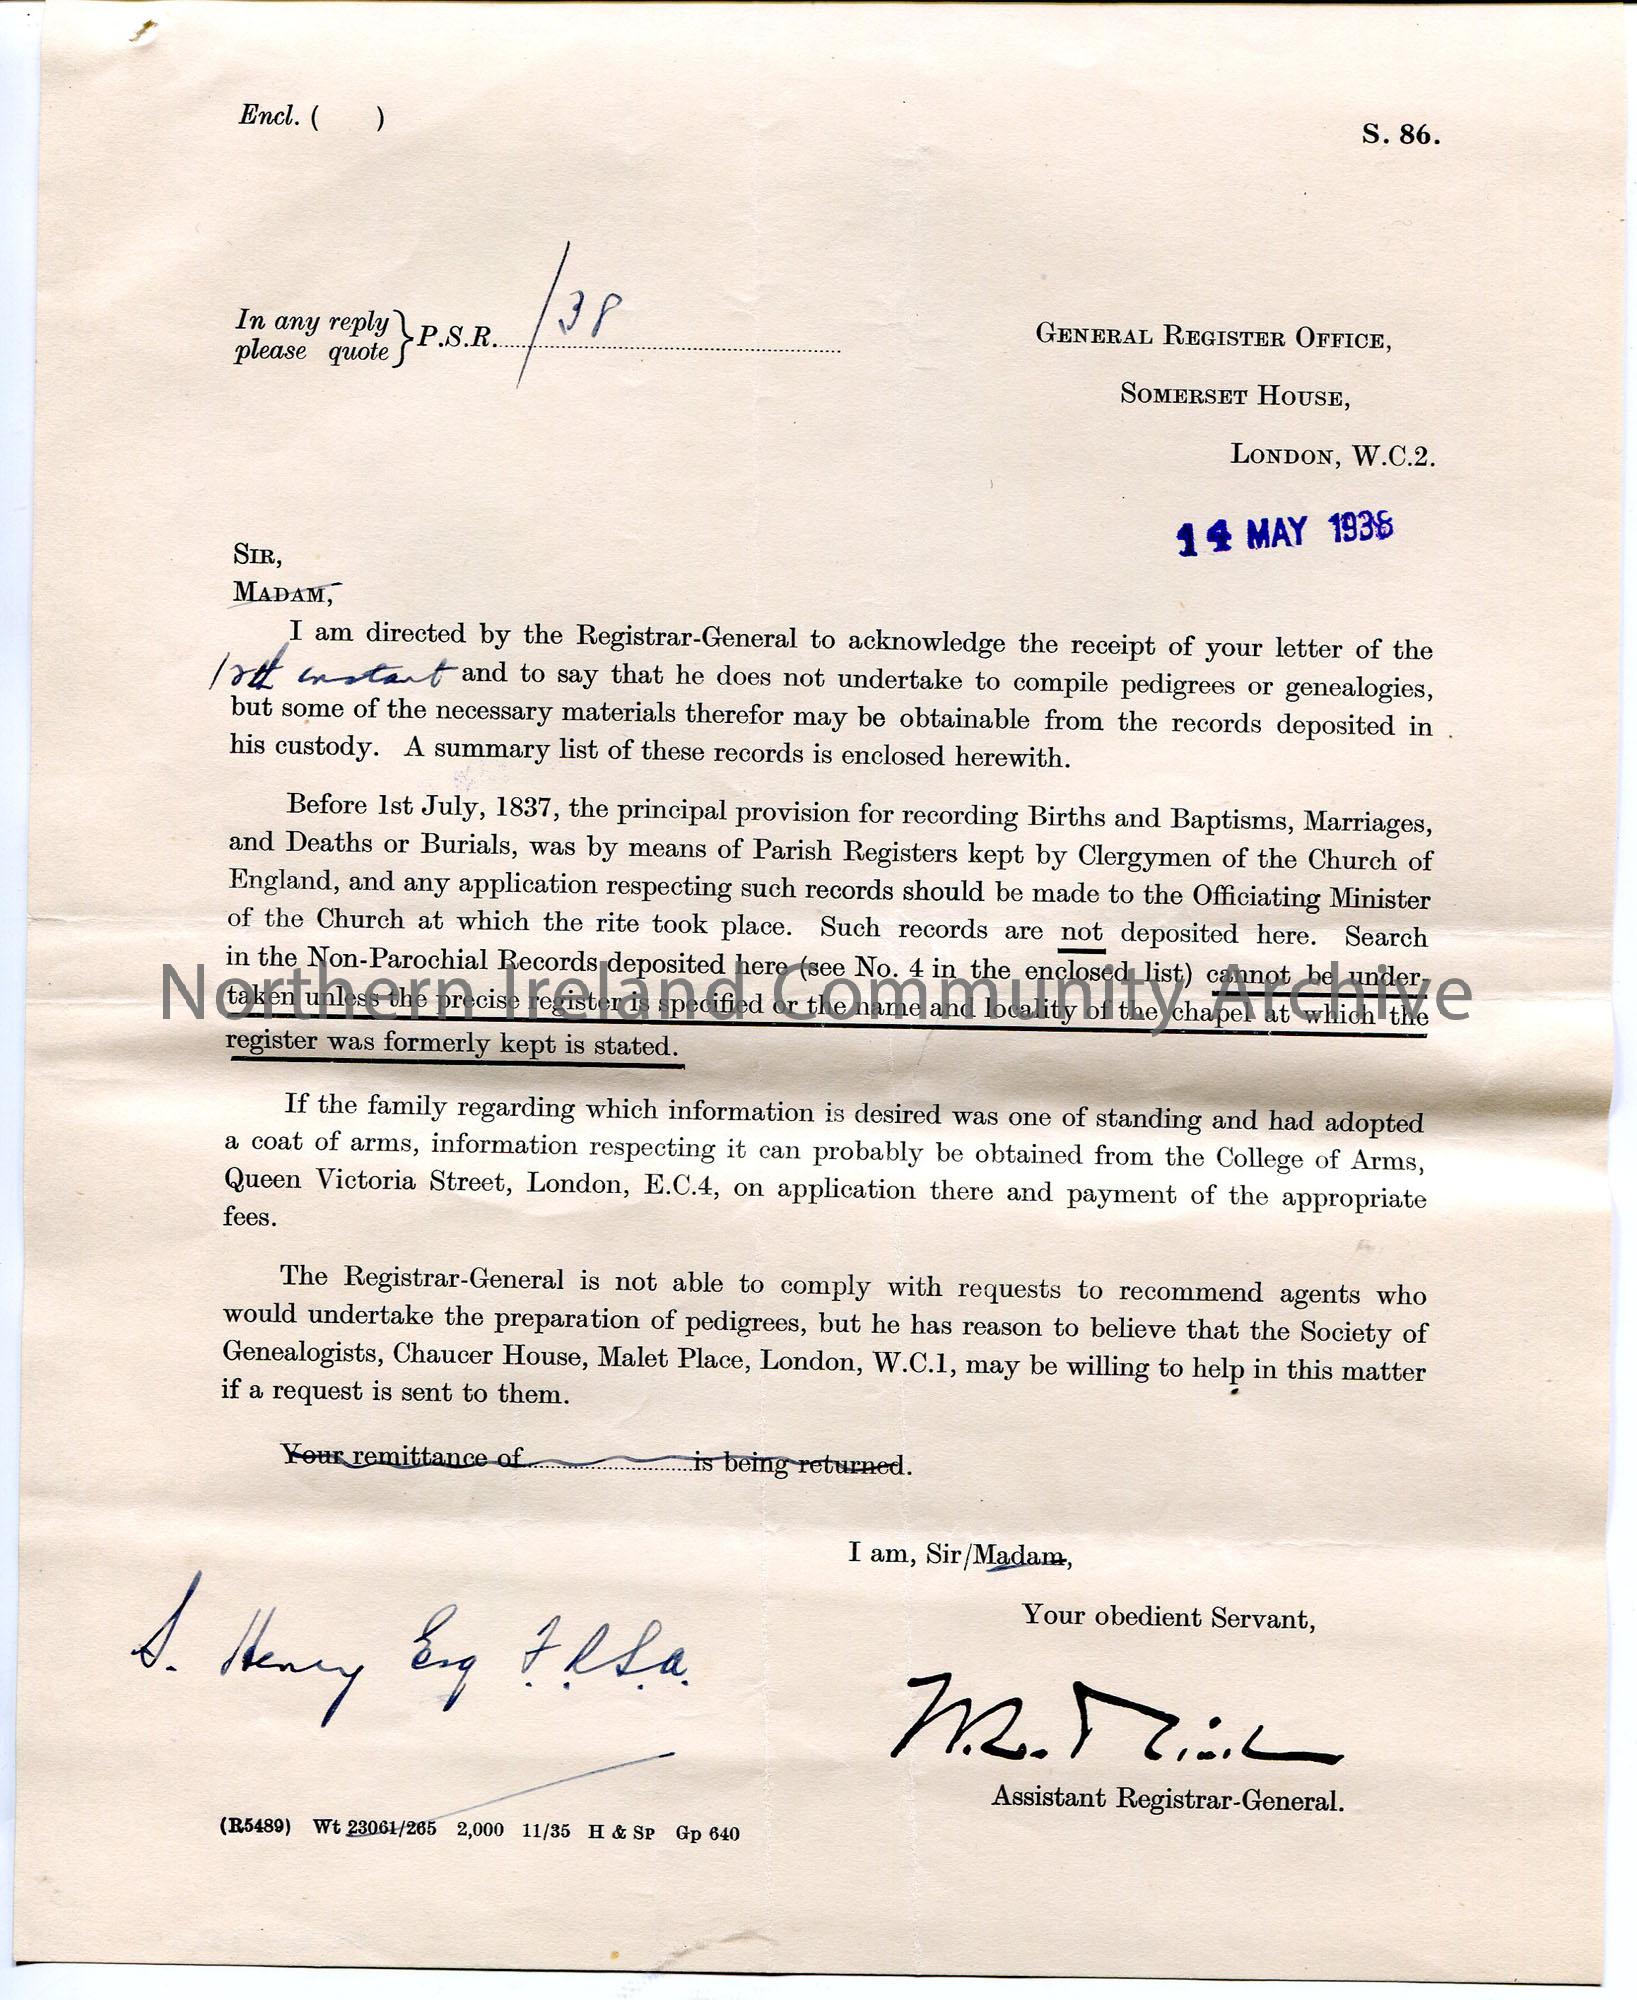 Encl. (    )
S. 86.
In any reply
please quote } P.S.R. /38
GENERAL REGISTER OFFICE,
SOMERSET HOUSE,
LONDON, W.C.2.
14 MAY 1938
SIR,
MADAM,
I am directed by the Registrar-General to acknowledge the receipt of your letter of the
12th instant and to say that he does not undertake to compile pedigrees or genealogies,
but some of the necessary materials therefor may be obtainable from the records deposited in
his custody. A summary list of these records is enclosed herewith.
Before 1st July, 1837, the principal provision for recording Births and Baptisms, Marriages,
and Deaths or Burials, was by means of Parish Registers kept by Clergymen of the Church of
England, and any application respecting such records should be made to the Officiating Minister
of the Church at which the rite took place. Such records are not deposited here. Search
in the Non-Parochial Records deposited here (see No. 4 in the enclosed list) cannot be under-
taken unless the precise register is specified or the name and locality of the chapel at which the
register was formerly kept is stated.
Northern Ireland Community Archive
If the family regarding which information is desired was one of standing and had adopted
a coat of arms, information respecting it can probably be obtained from the College of Arms,
Queen Victoria Street, London, E.C.4, on application there and payment of the appropriate
fees.
The Registrar-General is not able to comply with requests to recommend agents who
would undertake the preparation of pedigrees, but he has reason to believe that the Society of
Genealogists, Chaucer House, Malet Place, London, W.C.1, may be willing to help in this matter
if a request is sent to them.
Your remittance of....................is being returned.
I am, Sir/Madam,
Your obedient Servant,
S. Henry Esq F.R.S.A.
Assistant Registrar-General.
(R5489) Wt 23061/265 2,000 11/35 H & SP Gp 640